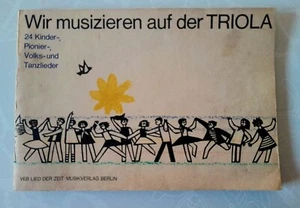 Wir musizieren auf der TRIOLA
24 Kinder-,
Pionier-,
Volks- und
Tanzlieder
VEB LIED DER ZEIT MUSIKVERLAG BERLIN